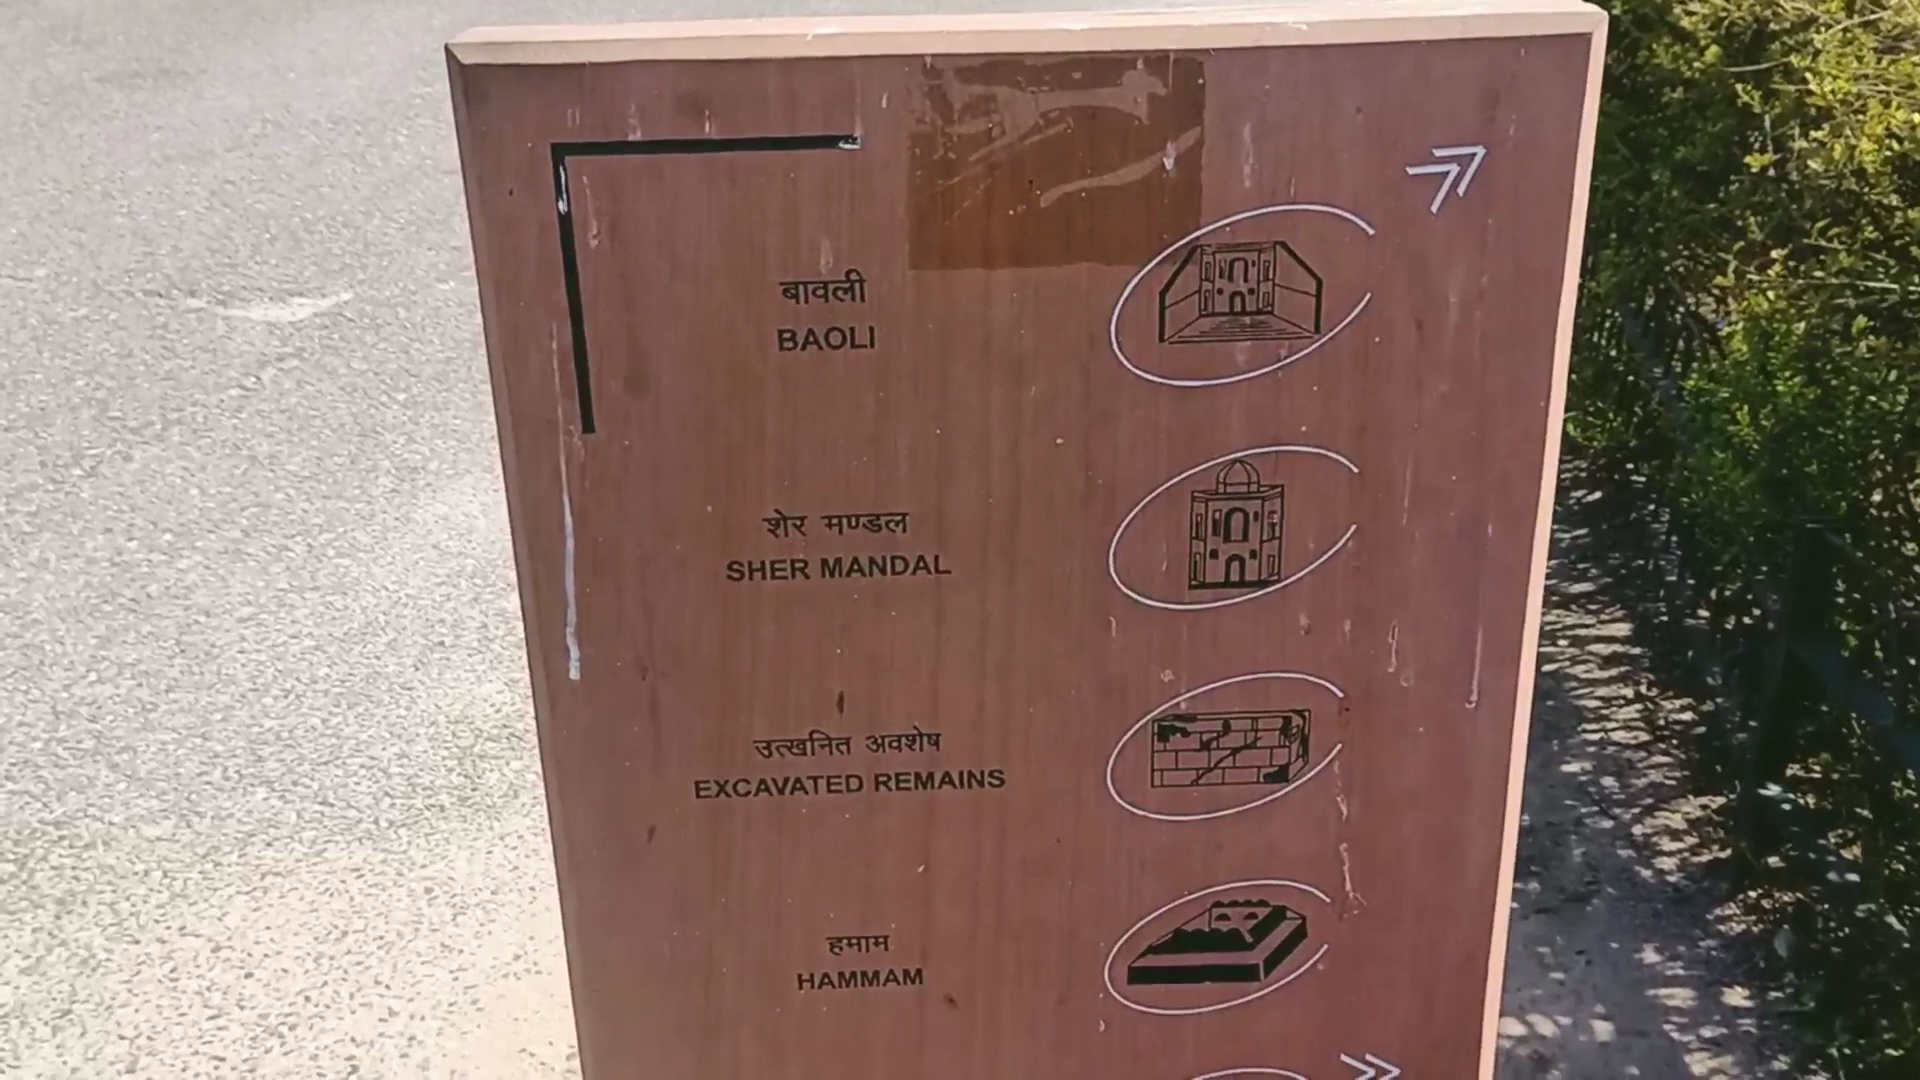 बावली
BAOLI
शेर मण्डल
SHER MANDAL
उत्खनित अवशेष
EXCAVATED REMAINS
हमाम
HAMMAM